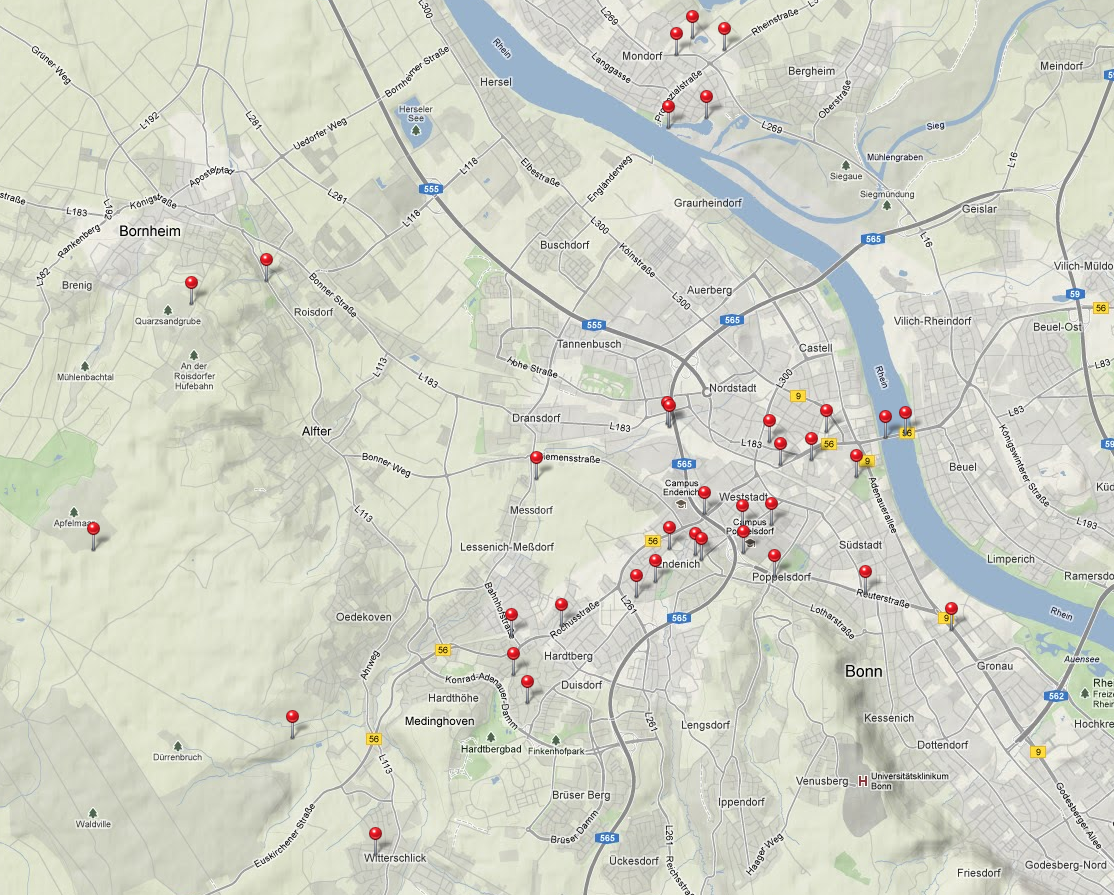 L300
L269
Rheinstraße
Mondorf
Grüner Weg
Rhein
Langgasse
Bergheim
Meindorf
Bornheimer Straße
Hersel
Oberstraße
Herseler
See
L192
L281
Uedorfer Weg
L269
Sieg
L16
Mühlengraben
Siegaue
Apostelpfad
L118
Elbestraße
Engländerweg
Siegmündung
555
Königstraße
L183
L192
L281
Graurheindorf
Geislar
L118
L300
Bornheim
Rankenberg
Kölnstraße
565
L16
Buschdorf
L182
Vilich-Müldo
Brenig
Bonner Straße
L300
Auerberg
59
56
Quarzsandgrube
Roisdorf
565
Vilich-Rheindorf
Beuel-Ost
555
Tannenbusch
Castell
Mühlenbachtal
An der
Roisdorfer
Hufebahn
L113
L183
Hohe Straße
Rhein
L83
L300
Nordstadt
9
Dransdorf
L183
L83
Alfter
L183
56
56
Königswinterer Straße
Bonner Weg
565
9
Beuel
Campus
Endenich
Weststadt
Adenauerallee
Messdorf
L113
L193
Campus
Lessenich-Meßdorf
56
Südstadt
Endenich
Limperich
Poppelsdorf
Ramersdo
Bahnhofstraße
L261
Reuterstraße
Rochusstraße
Lotharstraße
Oedekoven
565
9
Rhein
56
Hardtberg
Auensee
Ahrweg
Gronau
Bonn
Konrad-Adenauer-Damm
Duisdorf
Hardthöhe
562
Rhe
Freize
Rhein
Medinghoven
L261
Lengsdorf
Kessenich
Hochkre
56
Dürrenbruch
Hardtbergbad
Finkenhofpark
Dottendorf
9
L113
Venusberg
H
Universitätsklinikum
Bonn
Brüser Berg
Ippendorf
Godesberger Allee
Waldville
Euskirchener Straße
Brüser Damm
565
L261
Haager Weg
Witterschlick
Ückesdorf
Reichsstra
Friesdorf
Godesberg-Nord